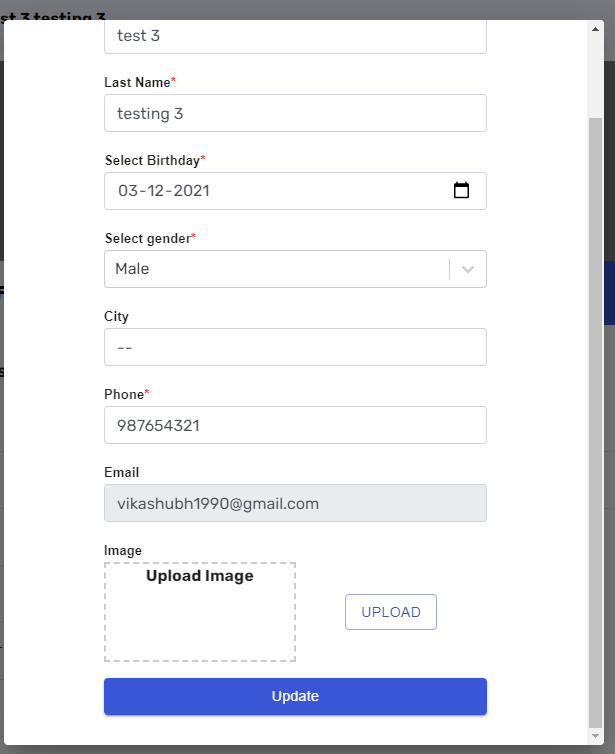 st 3 testing 3
test 3
Last Name*
testing 3
Select Birthday*
03-12-2021
Select gender*
Male
City
--
Phone*
987654321
Email
vikashubh1990@gmail.com
Image
Upload Image
UPLOAD
Update